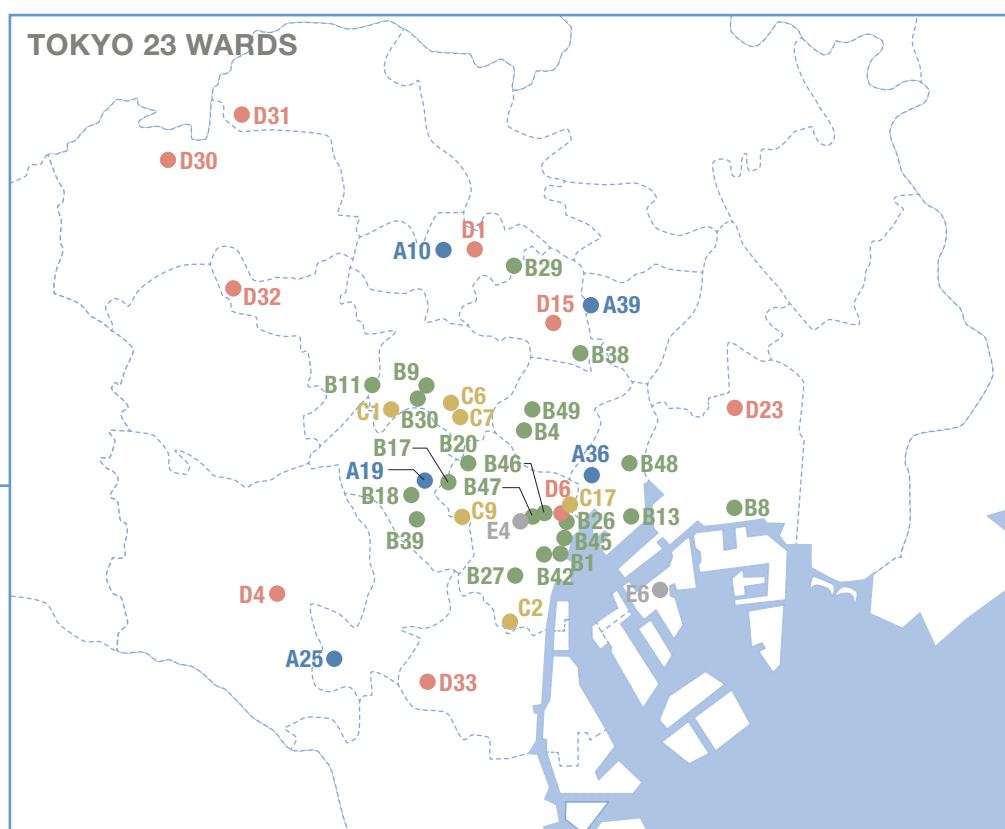 TOKYO 23 WARDS
D31
D30
D1
A10
B29
D32
D15
A39
B38
B11
B9
C6
C1
B30
C7
B49
D23
B4
B17
B20
A19
B46
A36
B48
B47
D6
B18
C17
B8
C9
B13
E4
B26
B39
B45
B1
B42
B27
E6
D4
C2
A25
D33